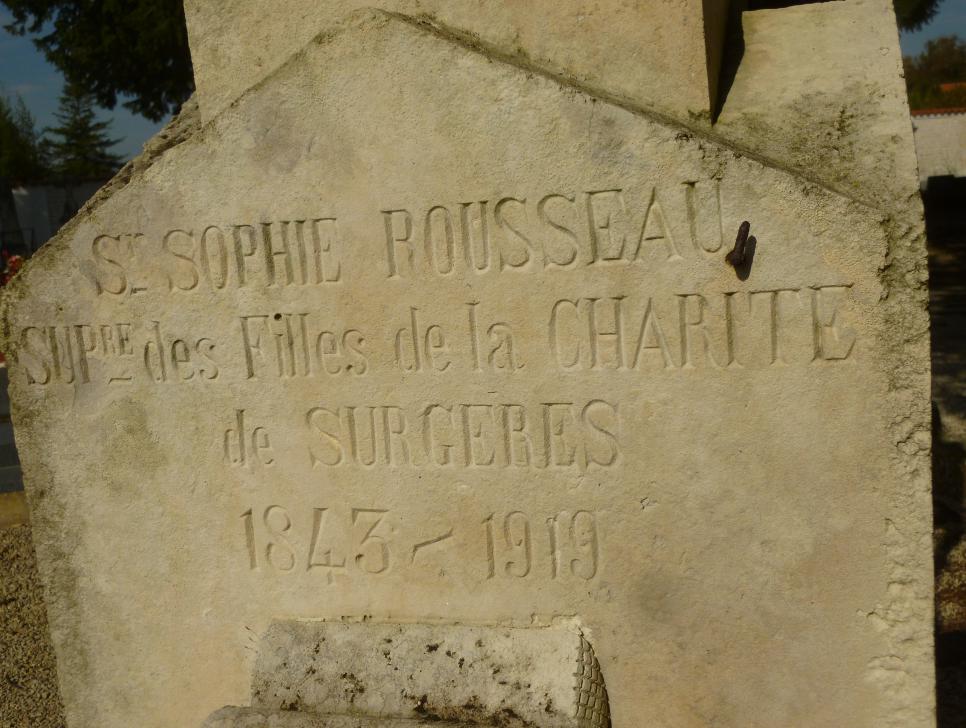 Sr SOPHIE ROUSSEAU
SUPRE des Filles de la CHARITE
de SURGERES
1843 - 1919